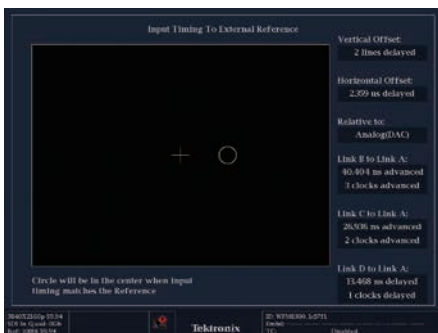 Input Timing To External Reference
Vertical Offset:
2 lines delayed
Horizontal Offset:
2.359 us delayed
Relative to:
Analog(DAC)
Link B to Link A:
40.404 ns advanced
3 clocks advanced
Link C to Link A:
26.936 ns advanced
2 clocks advanced
Link D to Link A:
13.468 ns delayed
1 clocks delayed
Circle will be in the center when input
timing matches the Reference
Tektronix